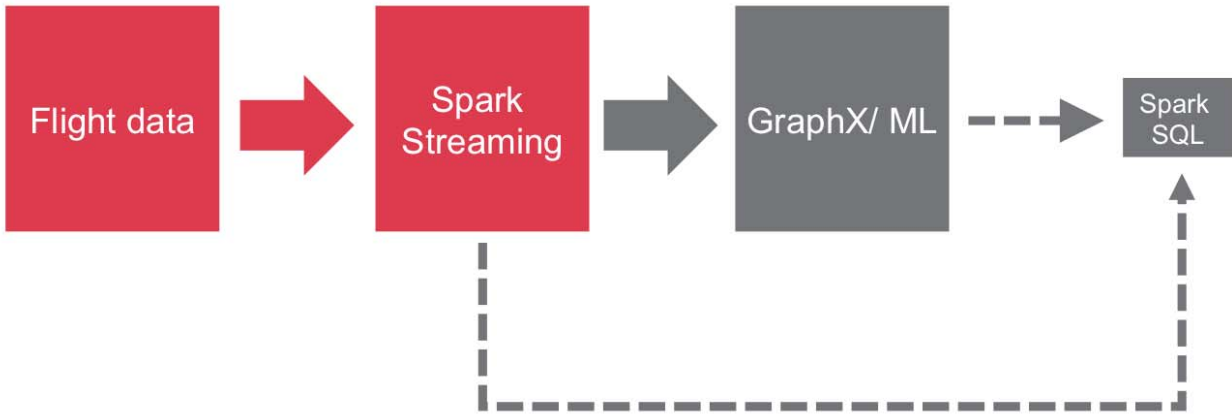 Flight data
Spark
Streaming
GraphX/ ML
Spark
SQL